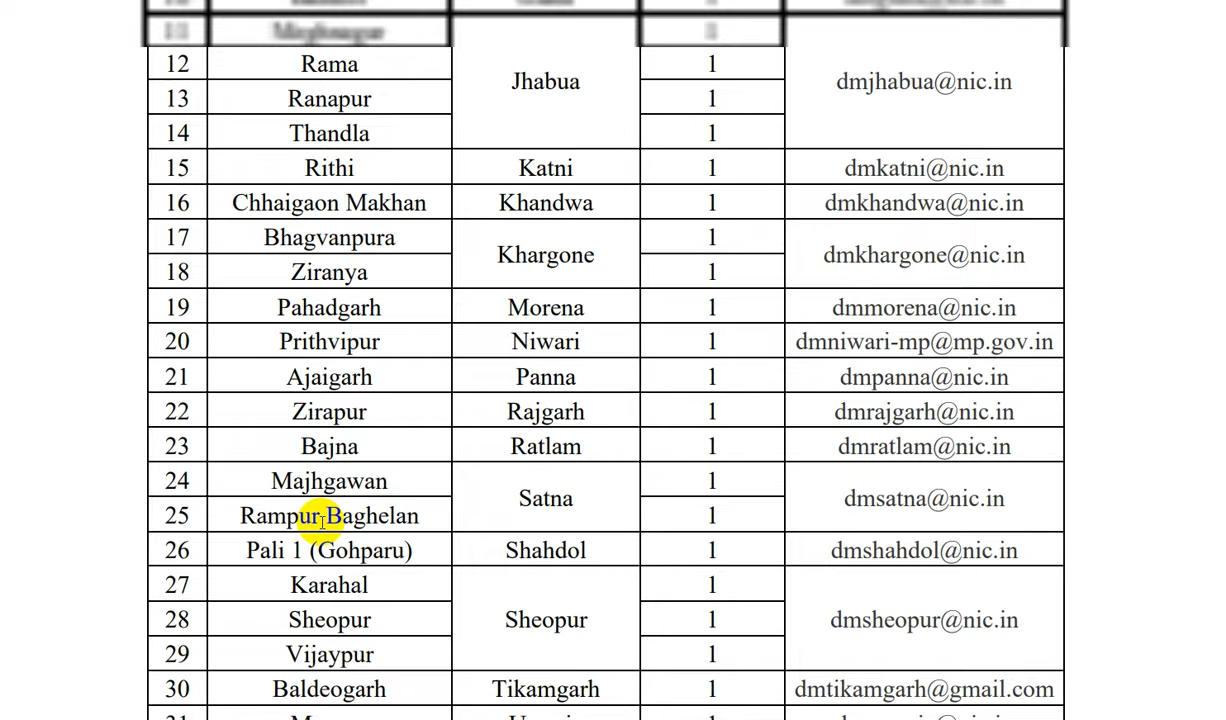 12 Rama Jhabua 1 dmjhabua@nic.in
13 Ranapur 1
14 Thandla 1
15 Rithi Katni 1 dmkatni@nic.in
16 Chhaigaon Makhan Khandwa 1 dmkhandwa@nic.in
17 Bhagvanpura Khargone 1 dmkhargone@nic.in
18 Ziranya 1
19 Pahadgarh Morena 1 dmmorena@nic.in
20 Prithvipur Niwari 1 dmniwari-mp@mp.gov.in
21 Ajaigarh Panna 1 dmpanna@nic.in
22 Zirapur Rajgarh 1 dmrajgarh@nic.in
23 Bajna Ratlam 1 dmratlam@nic.in
24 Majhgawan Satna 1 dmsatna@nic.in
25 Rampur Baghelan 1
26 Pali 1 (Gohparu) Shahdol 1 dmshahdol@nic.in
27 Karahal 1
28 Sheopur Sheopur 1 dmsheopur@nic.in
29 Vijaypur 1
30 Baldeogarh Tikamgarh 1 dmtikamgarh@gmail.com